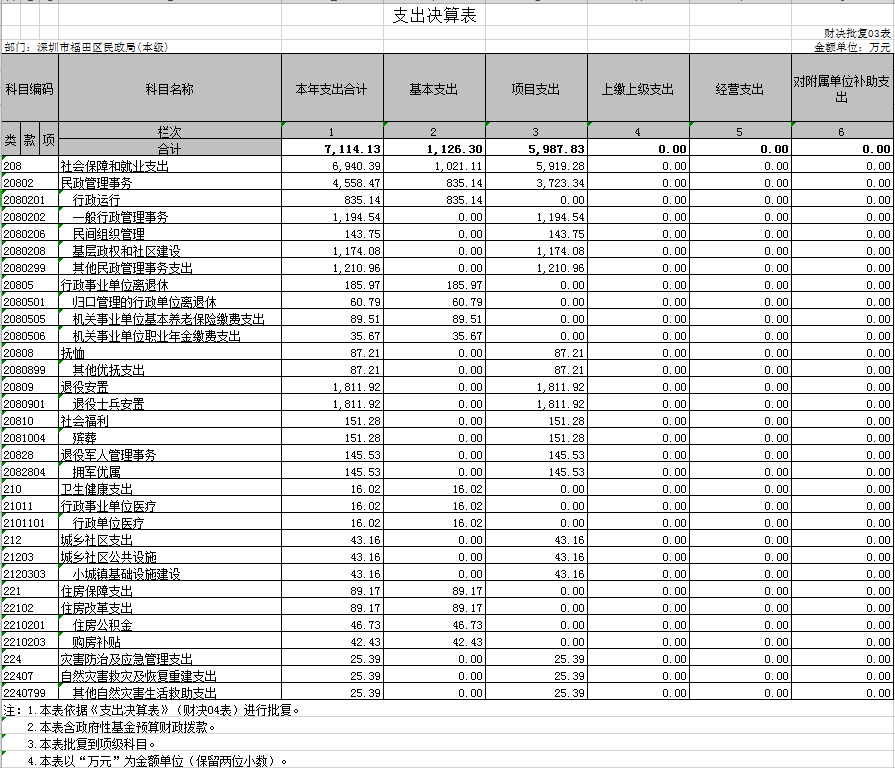 支出决算表
财决批复03表
部门：深圳市福田区民政局(本级) 金额单位：万元
科目编码 科目名称 本年支出合计 基本支出 项目支出 上缴上级支出 经营支出 对附属单位补助支出
类 款 项 栏次 1 2 3 4 5 6
合计 7,114.13 1,126.30 5,987.83 0.00 0.00 0.00
208 社会保障和就业支出 6,940.39 1,021.11 5,919.28 0.00 0.00 0.00
20802 民政管理事务 4,558.47 835.14 3,723.34 0.00 0.00 0.00
2080201 行政运行 835.14 835.14 0.00 0.00 0.00 0.00
2080202 一般行政管理事务 1,194.54 0.00 1,194.54 0.00 0.00 0.00
2080206 民间组织管理 143.75 0.00 143.75 0.00 0.00 0.00
2080208 基层政权和社区建设 1,174.08 0.00 1,174.08 0.00 0.00 0.00
2080299 其他民政管理事务支出 1,210.96 0.00 1,210.96 0.00 0.00 0.00
20805 行政事业单位离退休 185.97 185.97 0.00 0.00 0.00 0.00
2080501 归口管理的行政单位离退休 60.79 60.79 0.00 0.00 0.00 0.00
2080505 机关事业单位基本养老保险缴费支出 89.51 89.51 0.00 0.00 0.00 0.00
2080506 机关事业单位职业年金缴费支出 35.67 35.67 0.00 0.00 0.00 0.00
20808 抚恤 87.21 0.00 87.21 0.00 0.00 0.00
2080899 其他优抚支出 87.21 0.00 87.21 0.00 0.00 0.00
20809 退役安置 1,811.92 0.00 1,811.92 0.00 0.00 0.00
2080901 退役士兵安置 1,811.92 0.00 1,811.92 0.00 0.00 0.00
20810 社会福利 151.28 0.00 151.28 0.00 0.00 0.00
2081004 殡葬 151.28 0.00 151.28 0.00 0.00 0.00
20828 退役军人管理事务 145.53 0.00 145.53 0.00 0.00 0.00
2082804 拥军优属 145.53 0.00 145.53 0.00 0.00 0.00
210 卫生健康支出 16.02 16.02 0.00 0.00 0.00 0.00
21011 行政事业单位医疗 16.02 16.02 0.00 0.00 0.00 0.00
2101101 行政单位医疗 16.02 16.02 0.00 0.00 0.00 0.00
212 城乡社区支出 43.16 0.00 43.16 0.00 0.00 0.00
21203 城乡社区公共设施 43.16 0.00 43.16 0.00 0.00 0.00
2120303 小城镇基础设施建设 43.16 0.00 43.16 0.00 0.00 0.00
221 住房保障支出 89.17 89.17 0.00 0.00 0.00 0.00
22102 住房改革支出 89.17 89.17 0.00 0.00 0.00 0.00
2210201 住房公积金 46.73 46.73 0.00 0.00 0.00 0.00
2210203 购房补贴 42.43 42.43 0.00 0.00 0.00 0.00
224 灾害防治及应急管理支出 25.39 0.00 25.39 0.00 0.00 0.00
22407 自然灾害救灾及恢复重建支出 25.39 0.00 25.39 0.00 0.00 0.00
2240799 其他自然灾害生活救助支出 25.39 0.00 25.39 0.00 0.00 0.00
注：1.本表依据《支出决算表》（财决04表）进行批复。
2.本表含政府性基金预算财政拨款。
3.本表批复到项级科目。
4.本表以“万元”为金额单位（保留两位小数）。